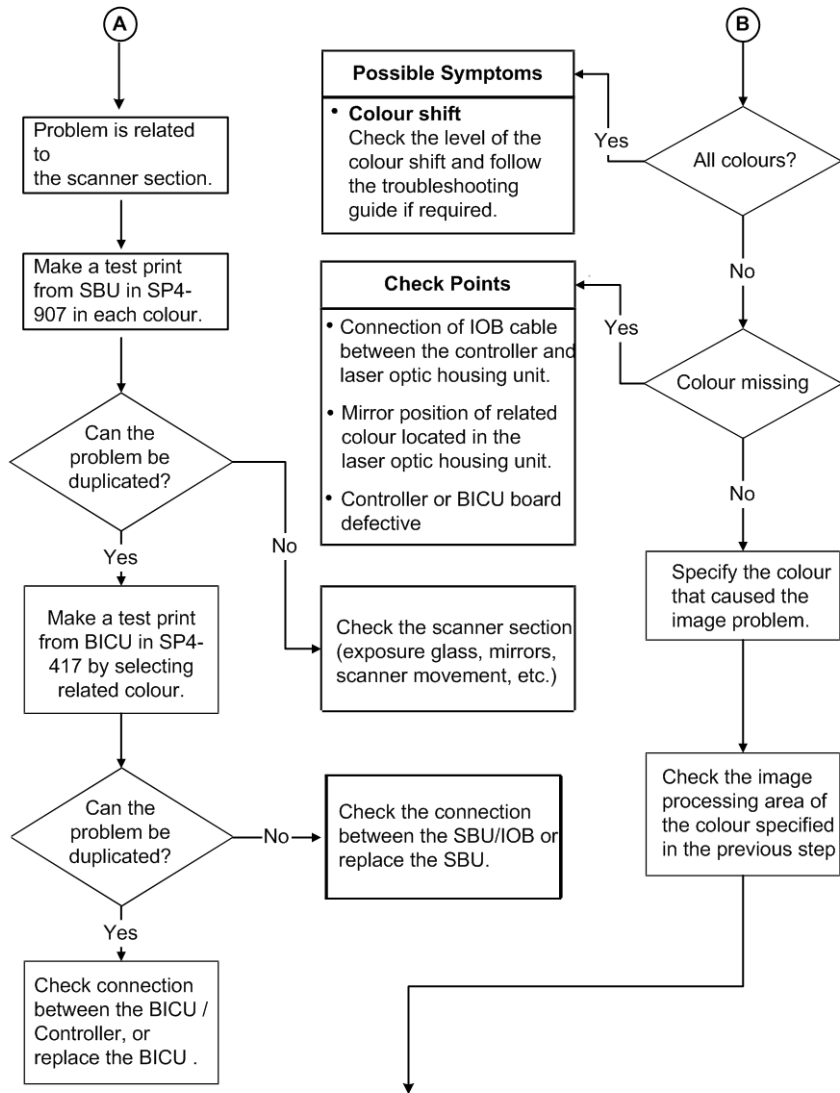 A
Problem is related
to
the scanner section.
Make a test print
from SBU in SP4-
907 in each colour.
Can the
problem be
duplicated?
No
Yes
Check the scanner section
(exposure glass, mirrors,
scanner movement, etc.)
Make a test print
from BICU in SP4-
417 by selecting
related colour.
Can the
problem be
duplicated?
No
Check the connection
between the SBU/IOB or
replace the SBU.
Yes
Check connection
between the BICU /
Controller, or
replace the BICU .
B
All colours?
Yes
Possible Symptoms
• Colour shift
Check the level of the
colour shift and follow
the troubleshooting
guide if required.
No
Colour missing
Yes
Check Points
• Connection of IOB cable
between the controller and
laser optic housing unit.
• Mirror position of related
colour located in the
laser optic housing unit.
• Controller or BICU board
defective
No
Specify the colour
that caused the
image problem.
Check the image
processing area of
the colour specified
in the previous step